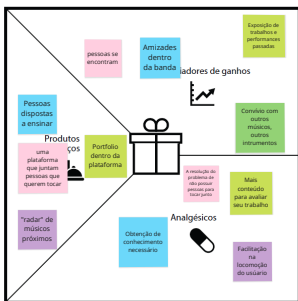 Exposição de
trabalhos e
performances
passadas
Amizades
dentro
da banda
pessoas se
encontram
iadores de ganhos
Pessoas
dispostas
a ensinar
Convívio com
outros
músicos,
outros
intrumentos
Produtos
ços
Portfolio
dentro da
plataforma
uma
plataforma
que juntam
pessoas que
querem tocar
A resolução do
problema de
não possuir
pessoas para
tocar junto
Mais
conteúdo
para avaliar
seu trabalho
"radar" de
músicos
próximos
Analgésicos
Obtenção de
conhecimento
necessário
Facilitação
na
locomoção
do usúario